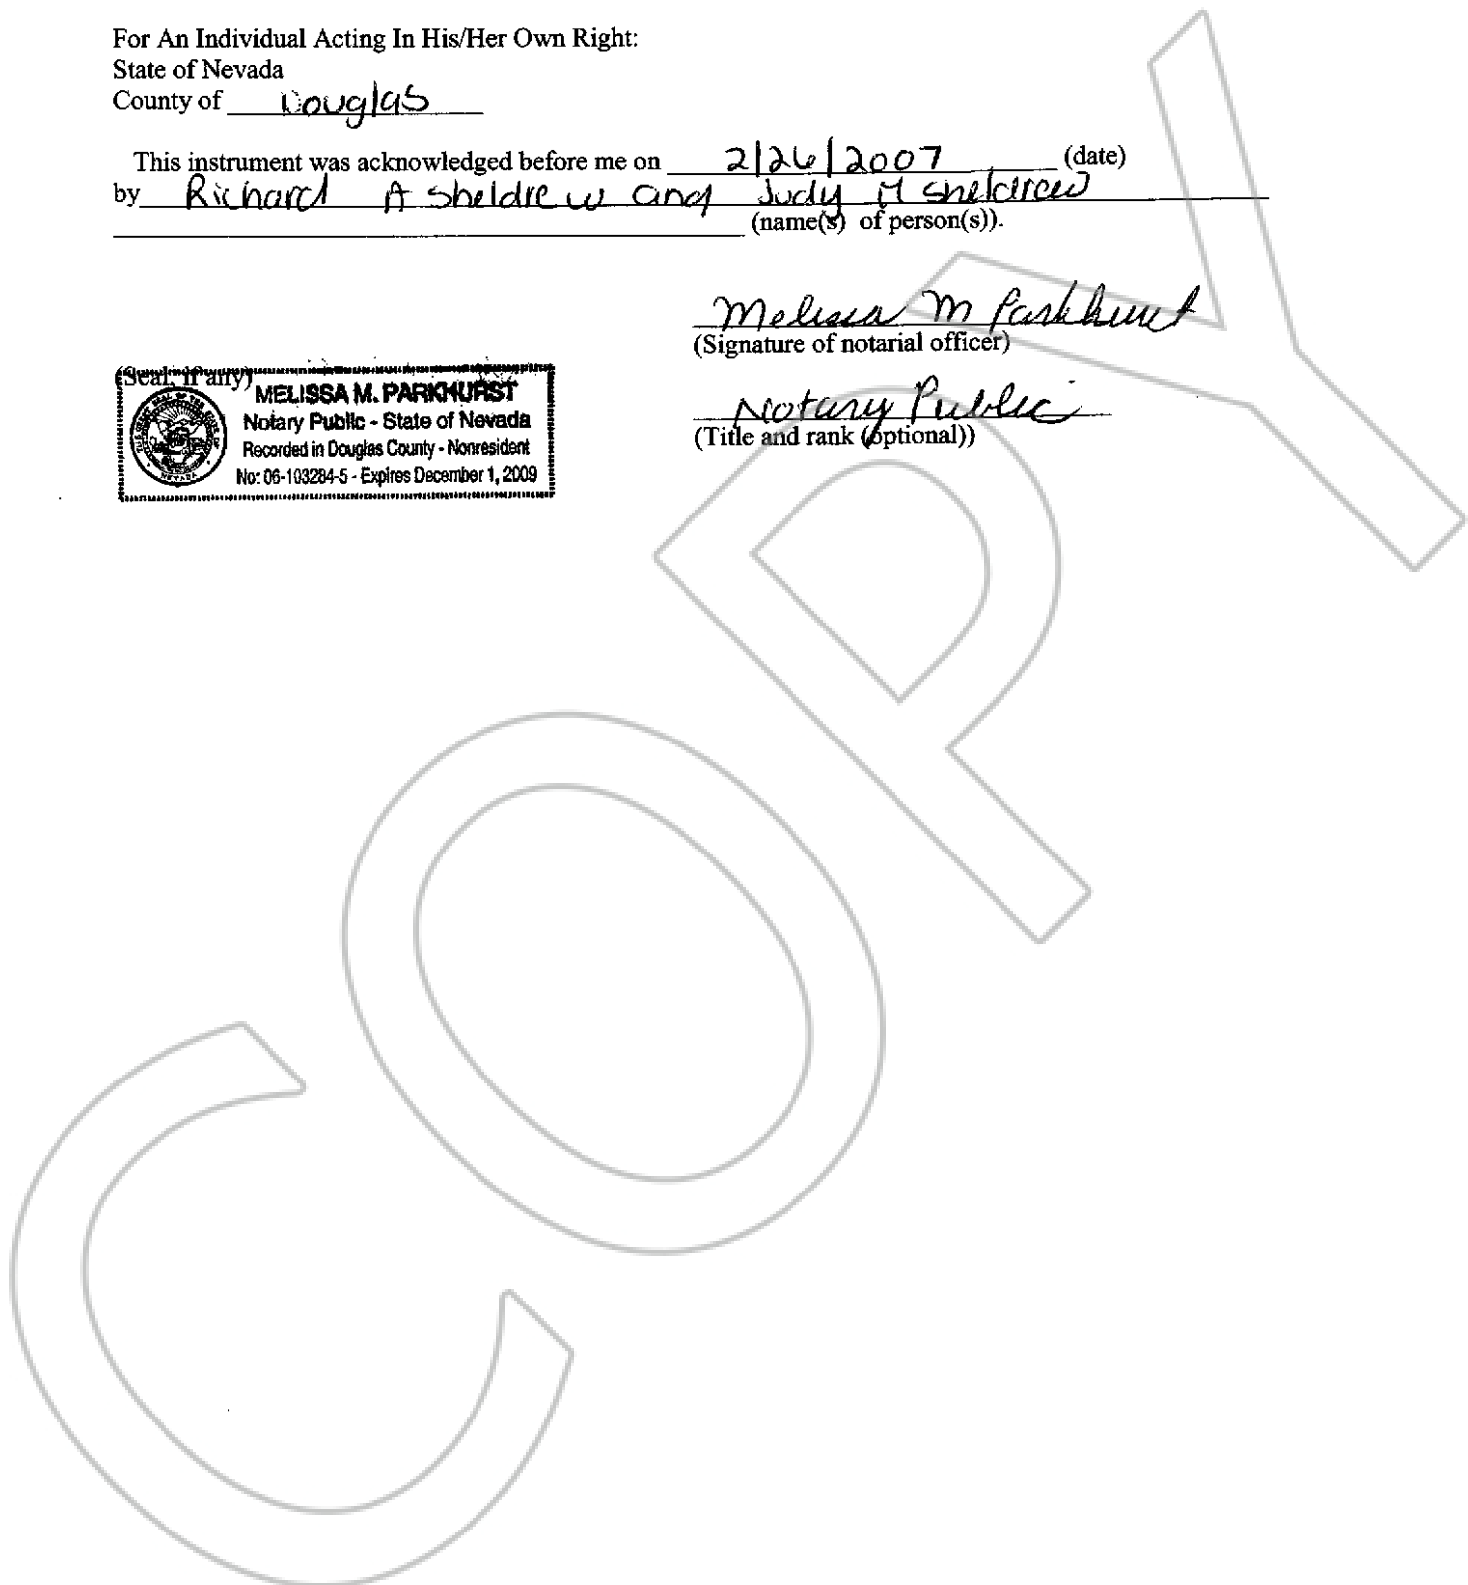 For An Individual Acting In His/Her Own Right:
State of Nevada
County of Douglas
This instrument was acknowledged before me on 2/26/2007 (date)
by Richard A Sheldrew and Judy M Sheldrew
(name(s) of person(s)).
Melissa M Parkhurst
(Signature of notarial officer)
Notary Public
(Title and rank (optional))
(Seal, if any)
MELISSA M. PARKHURST
Notary Public - State of Nevada
Recorded in Douglas County - Nonresident
No: 06-103284-5 - Expires December 1, 2009
COPY